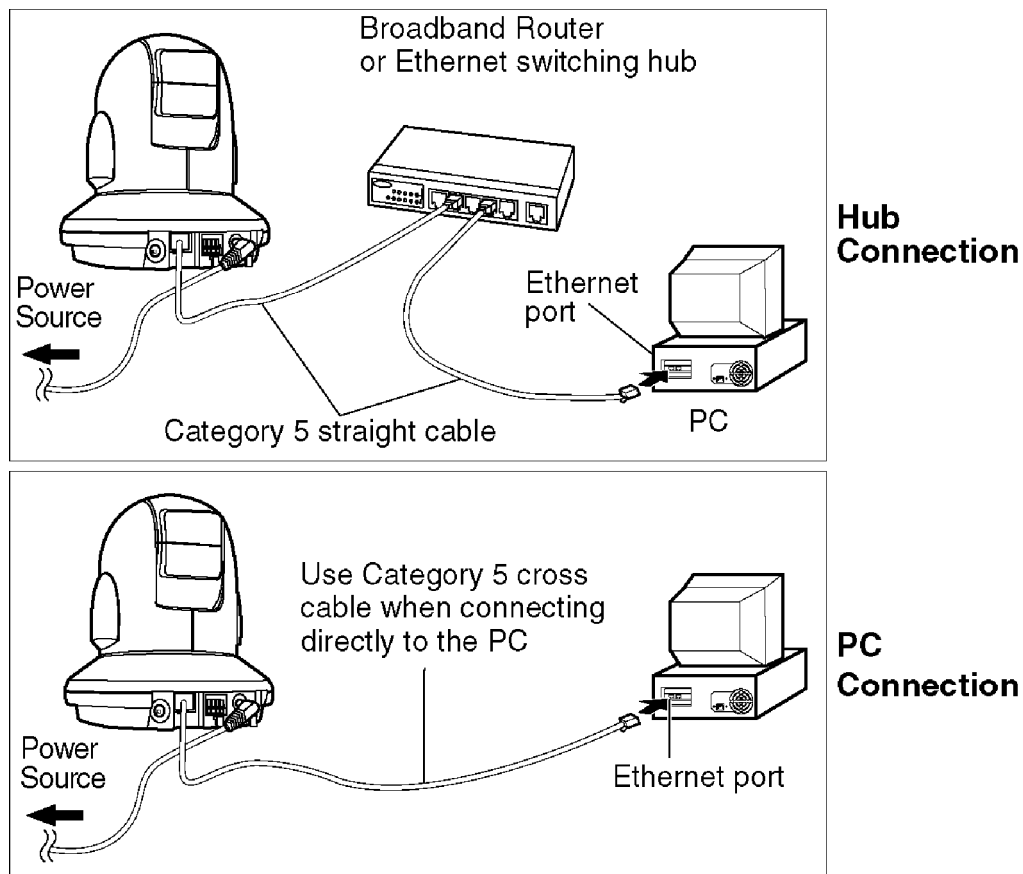 Broadband Router
or Ethernet switching hub
Hub
Connection
Ethernet
port
Power
Source
PC
Category 5 straight cable
Use Category 5 cross
cable when connecting
directly to the PC
PC
Connection
Power
Source
Ethernet port